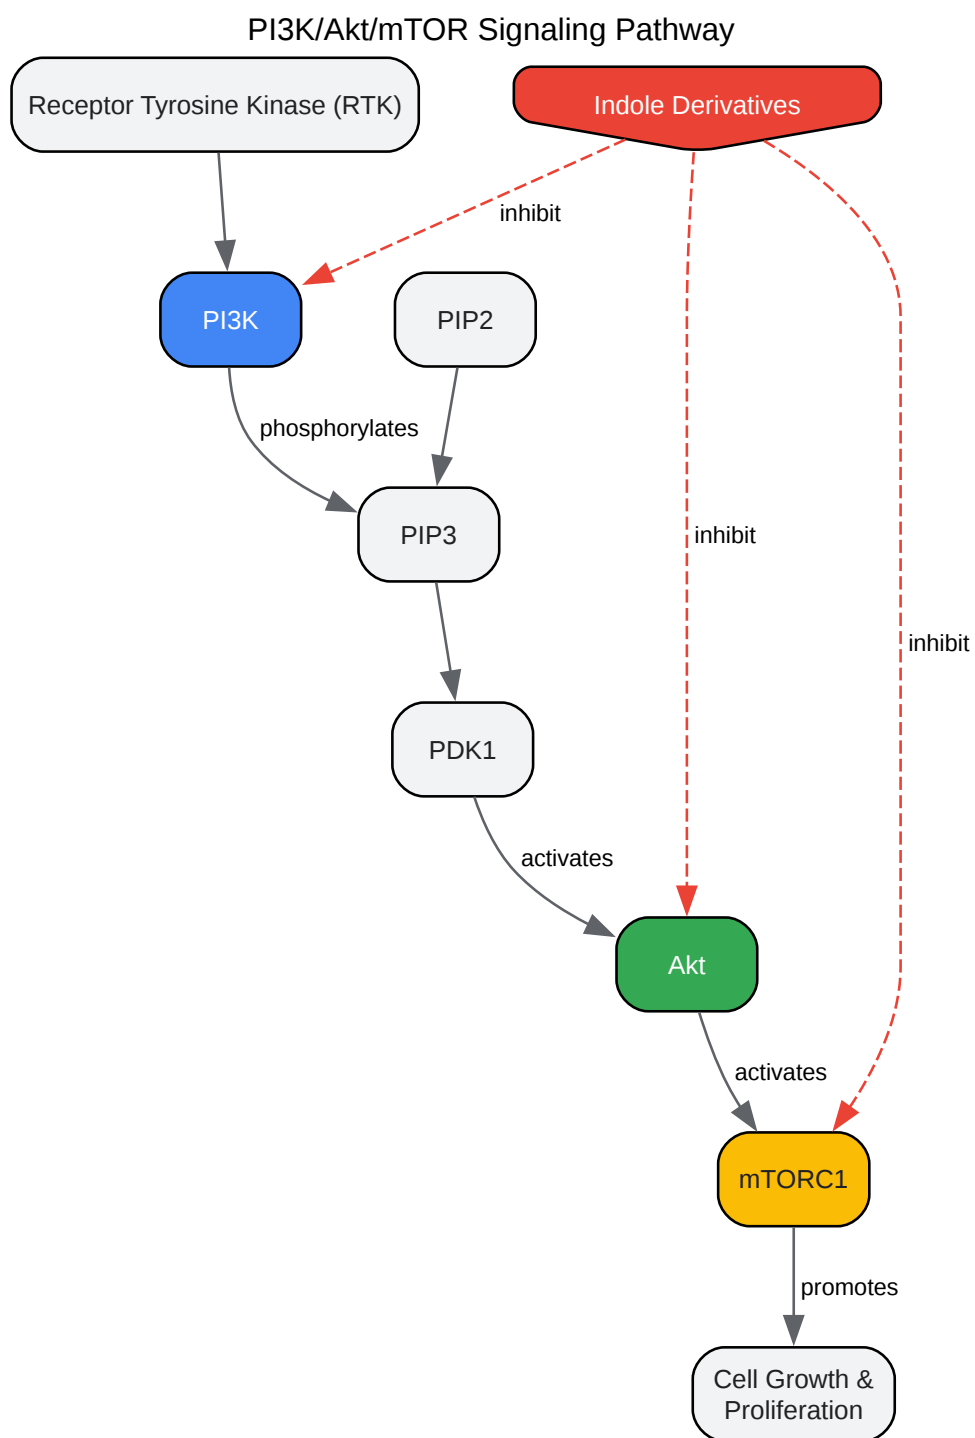 PI3K/Akt/mTOR Signaling Pathway
Receptor Tyrosine Kinase (RTK)
Indole Derivatives
inhibit
PI3K
PIP2
phosphorylates
PIP3
inhibit
inhibit
PDK1
activates
Akt
activates
mTORC1
promotes
Cell Growth &
Proliferation